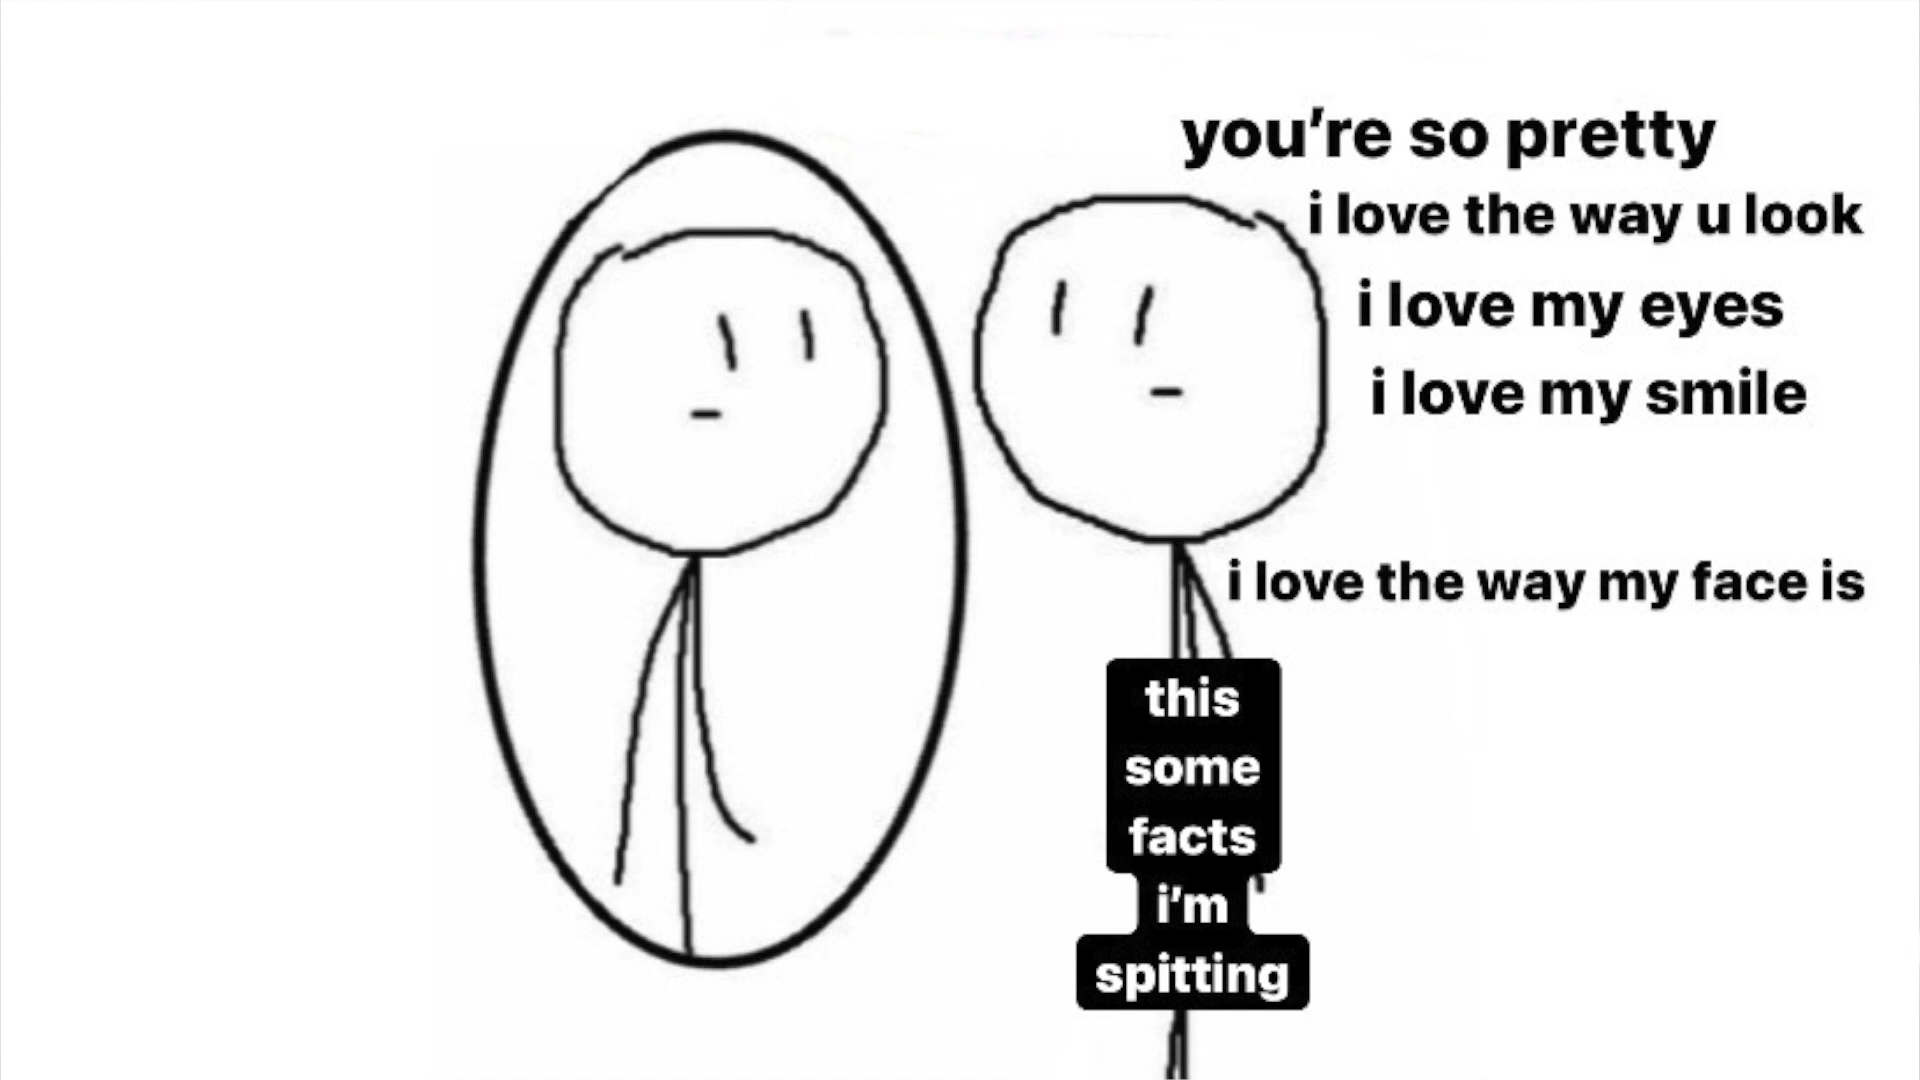 you're so pretty
i love the way u look
i love my eyes
i love my smile
i love the way my face is
this
some
facts
i'm
spitting